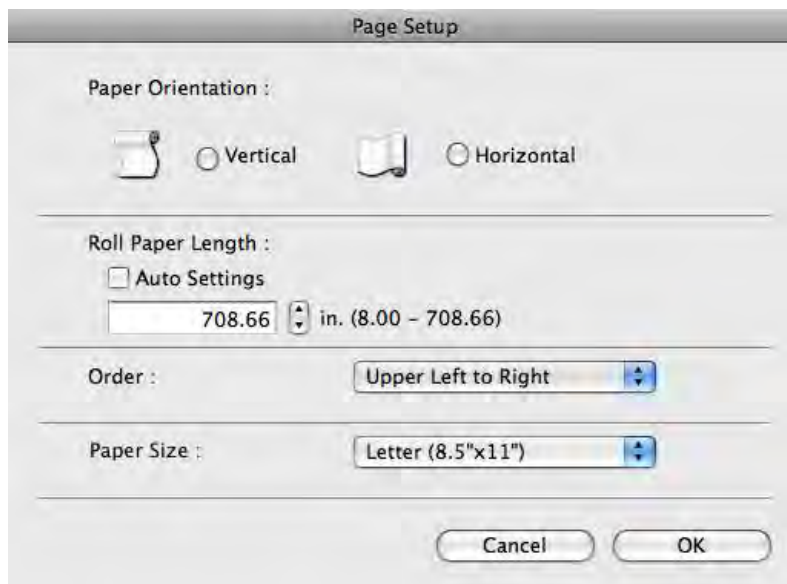 Page Setup
Paper Orientation :
Vertical Horizontal
Roll Paper Length :
Auto Settings
708.66 in. (8.00 – 708.66)
Order : Upper Left to Right
Paper Size : Letter (8.5"x11")
Cancel OK